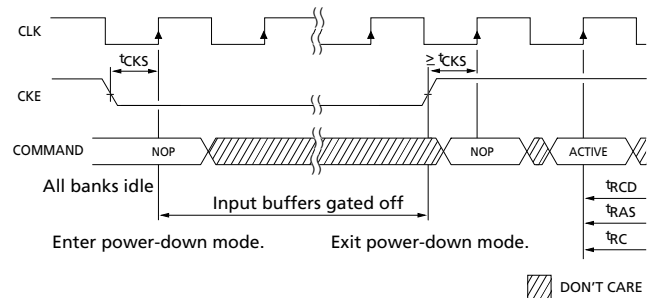 CLK
tCKS
≥ tCKS
CKE
COMMAND
NOP
NOP
ACTIVE
All banks idle
Input buffers gated off
tRCD
tRAS
Enter power-down mode.
Exit power-down mode.
tRC
DON'T CARE